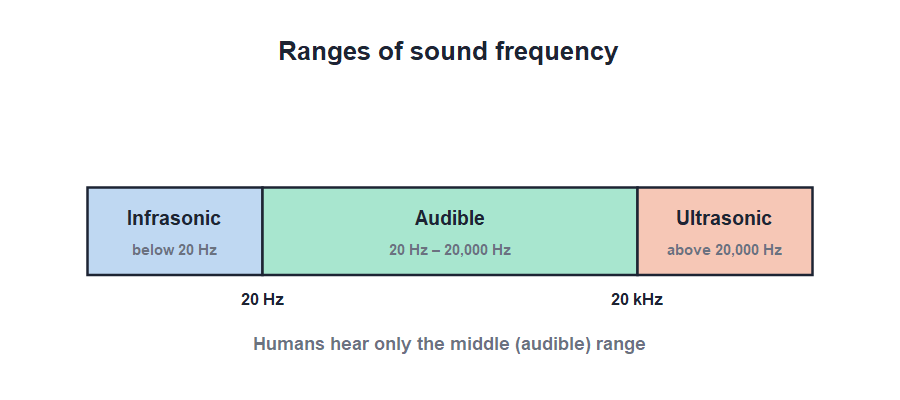 Ranges of sound frequency
Infrasonic
Audible
Ultrasonic
below 20 Hz
20 Hz – 20,000 Hz
above 20,000 Hz
20 Hz
20 kHz
Humans hear only the middle (audible) range